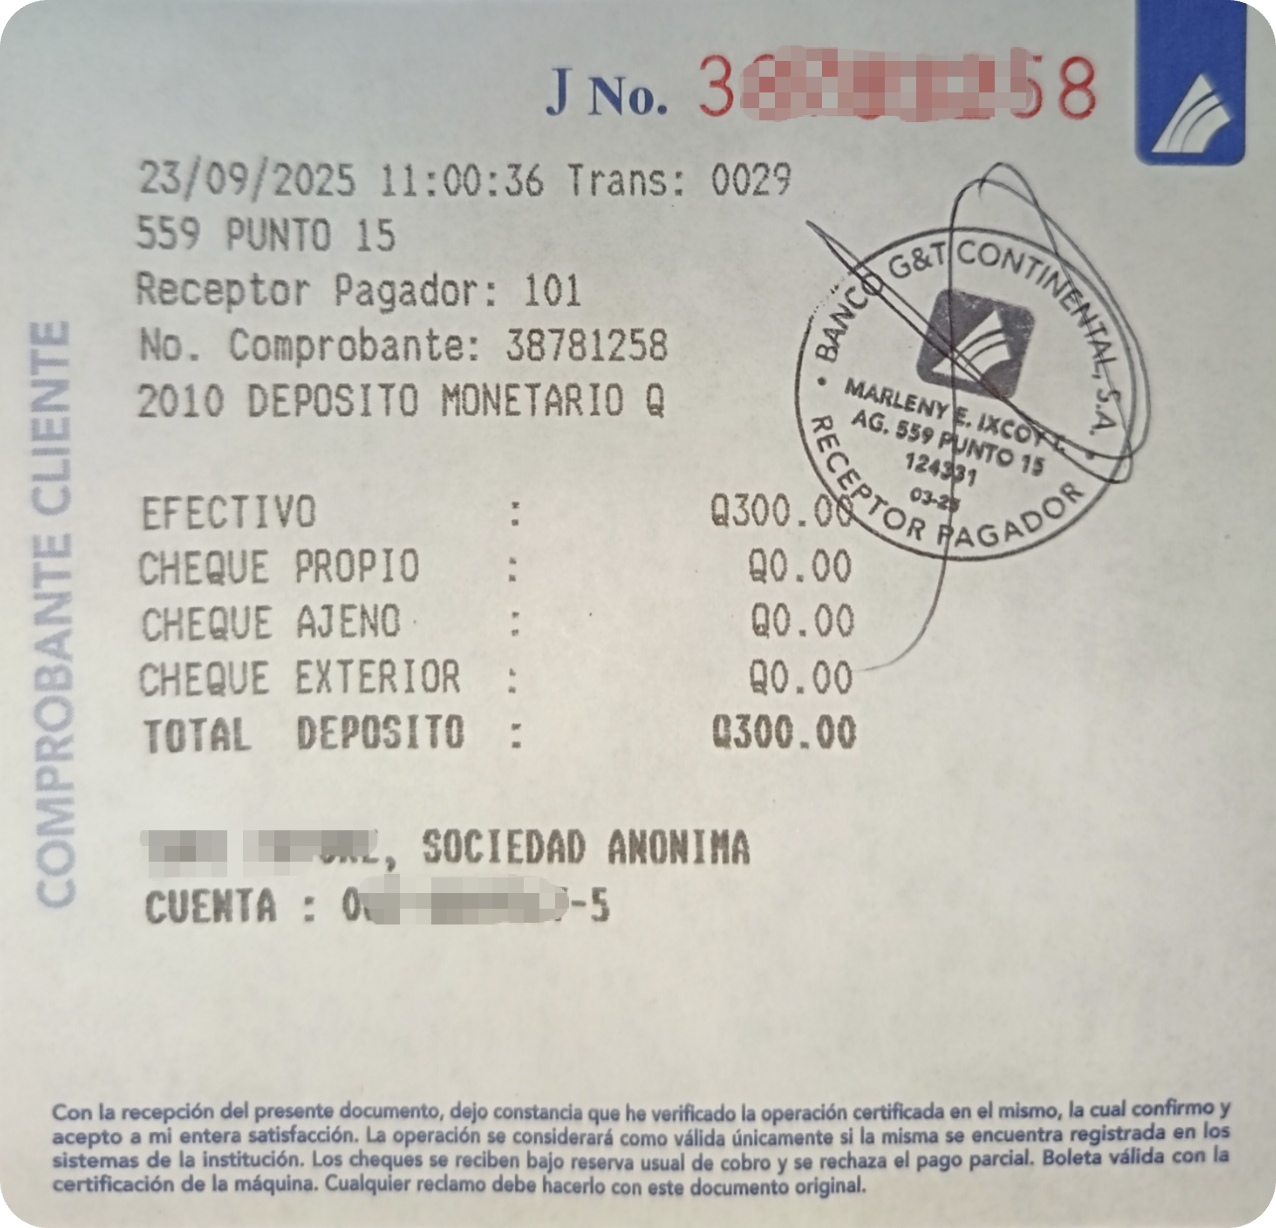 J No. 3 58
23/09/2025 11:00:36 Trans: 0029
559 PUNTO 15
Receptor Pagador: 101
No. Comprobante: 38781258
2010 DEPOSITO MONETARIO Q
EFECTIVO : Q300.00
CHEQUE PROPIO : Q0.00
CHEQUE AJENO : Q0.00
CHEQUE EXTERIOR : Q0.00
TOTAL DEPOSITO : Q300.00
, SOCIEDAD ANONIMA
CUENTA : 0 -5
COMPROBANTE CLIENTE
• BANCO G&T CONTINENTAL, S.A. •
MARLENY E. IXCOY
AG. 559 PUNTO 15
124331
RECEPTOR PAGADOR
Con la recepción del presente documento, dejo constancia que he verificado la operación certificada en el mismo, la cual confirmo y
acepto a mi entera satisfacción. La operación se considerará como válida únicamente si la misma se encuentra registrada en los
sistemas de la institución. Los cheques se reciben bajo reserva usual de cobro y se rechaza el pago parcial. Boleta válida con la
certificación de la máquina. Cualquier reclamo debe hacerlo con este documento original.